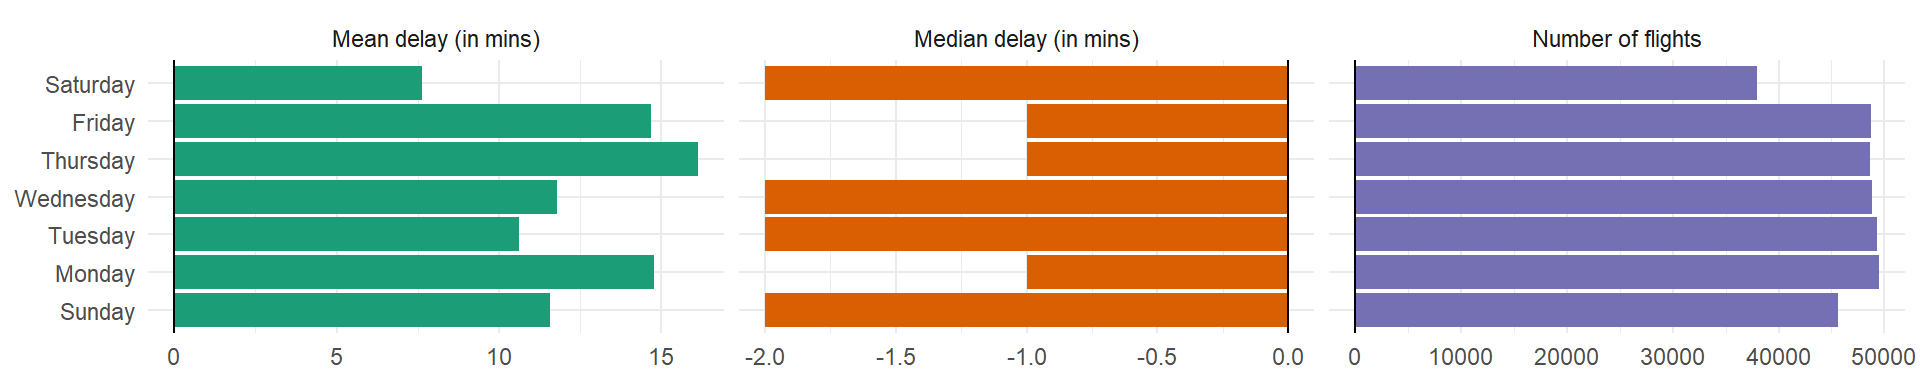 Mean delay (in mins)
Median delay (in mins)
Number of flights
Saturday
Friday
Thursday
Wednesday
Tuesday
Monday
Sunday
0 5 10 15
-2.0 -1.5 -1.0 -0.5 0.0
0 10000 20000 30000 40000 50000